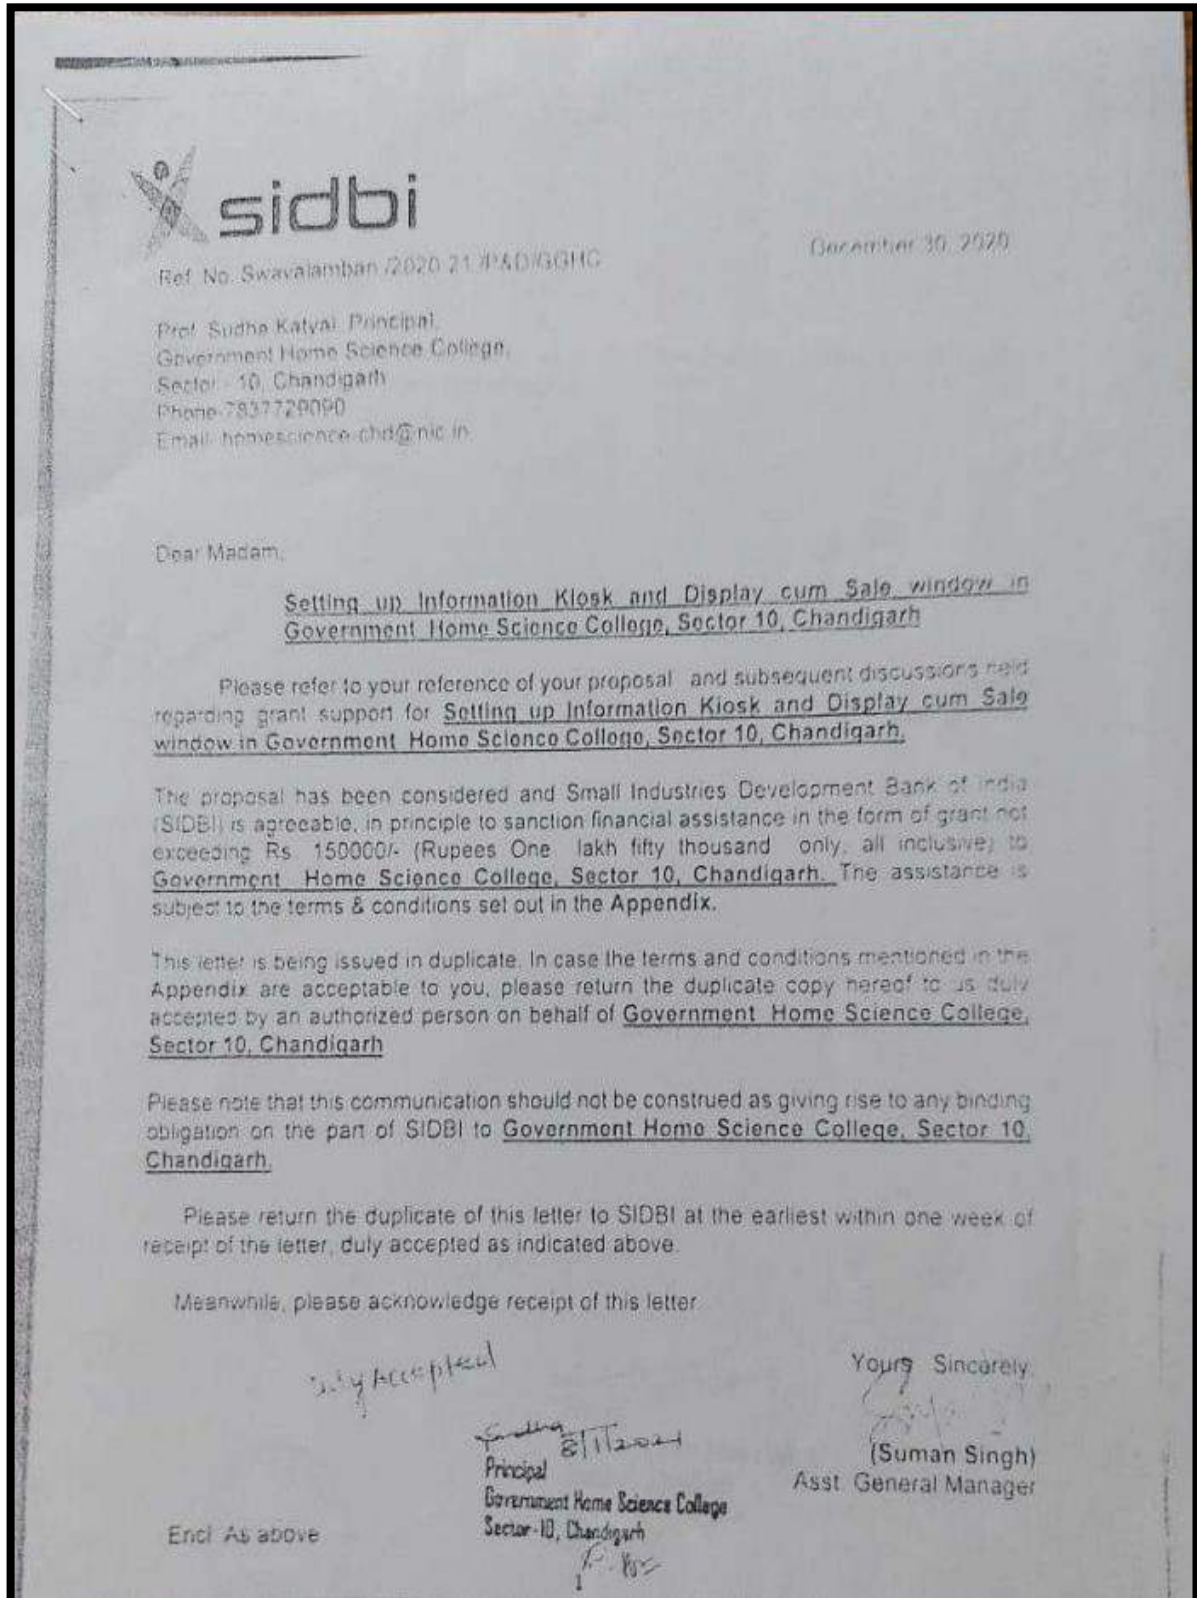 sidbi
December 30, 2020
Ref. No. Swavalamban /2020-21 /P&D/GGHC
Prof. Sudha Katyal, Principal,
Government Home Science College,
Sector - 10, Chandigarh
Phone-7837729090
Email- homescience-chd@nic.in
Dear Madam,
Setting up Information Kiosk and Display cum Sale window in
Government Home Science College, Sector 10, Chandigarh
Please refer to your reference of your proposal and subsequent discussions held
regarding grant support for Setting up Information Kiosk and Display cum Sale
window in Government Home Science College, Sector 10, Chandigarh.
The proposal has been considered and Small Industries Development Bank of India
(SIDBI) is agreeable, in principle to sanction financial assistance in the form of grant not
exceeding Rs. 150000/- (Rupees One lakh fifty thousand only, all inclusive) to
Government Home Science College, Sector 10, Chandigarh. The assistance is
subject to the terms & conditions set out in the Appendix.
This letter is being issued in duplicate. In case the terms and conditions mentioned in the
Appendix are acceptable to you, please return the duplicate copy hereof to us duly
accepted by an authorized person on behalf of Government Home Science College,
Sector 10, Chandigarh
Please note that this communication should not be construed as giving rise to any binding
obligation on the part of SIDBI to Government Home Science College, Sector 10,
Chandigarh.
Please return the duplicate of this letter to SIDBI at the earliest within one week of
receipt of the letter, duly accepted as indicated above.
Meanwhile, please acknowledge receipt of this letter
Yours Sincerely,
Accepted
8/1/2021
(Suman Singh)
Principal
Asst. General Manager
Government Home Science College
Sector-10, Chandigarh
Encl As above
1